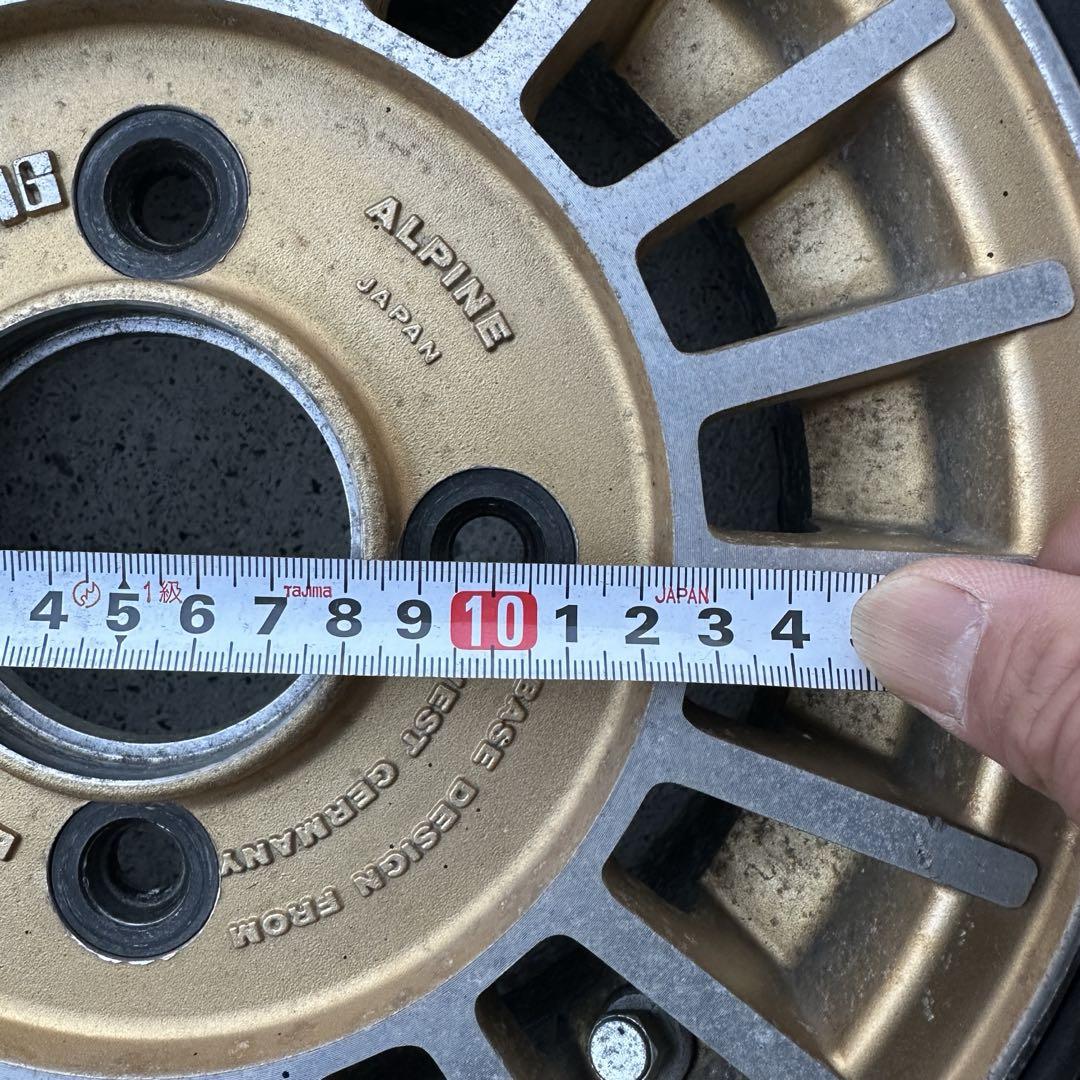 ALPINE
JAPAN
4 5 6 7 8 9 10 1 2 3 4
1級 Tajima JAPAN
BASE DESIGN FROM
WEST GERMANY